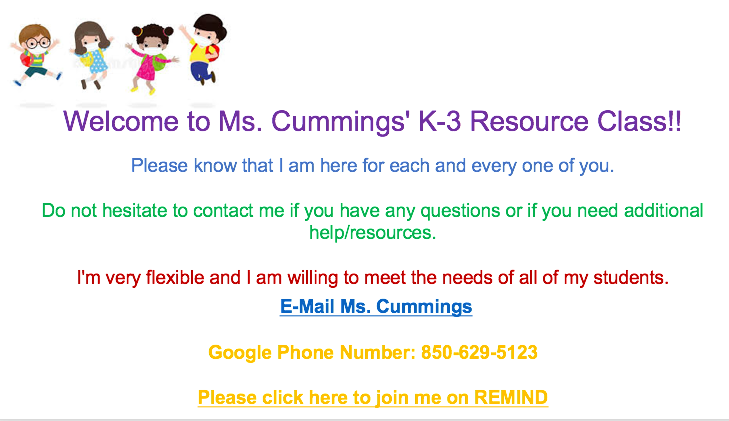 Welcome to Ms. Cummings' K-3 Resource Class!!
Please know that I am here for each and every one of you.
Do not hesitate to contact me if you have any questions or if you need additional
help/resources.
I'm very flexible and I am willing to meet the needs of all of my students.
E-Mail Ms. Cummings
Google Phone Number: 850-629-5123
Please click here to join me on REMIND